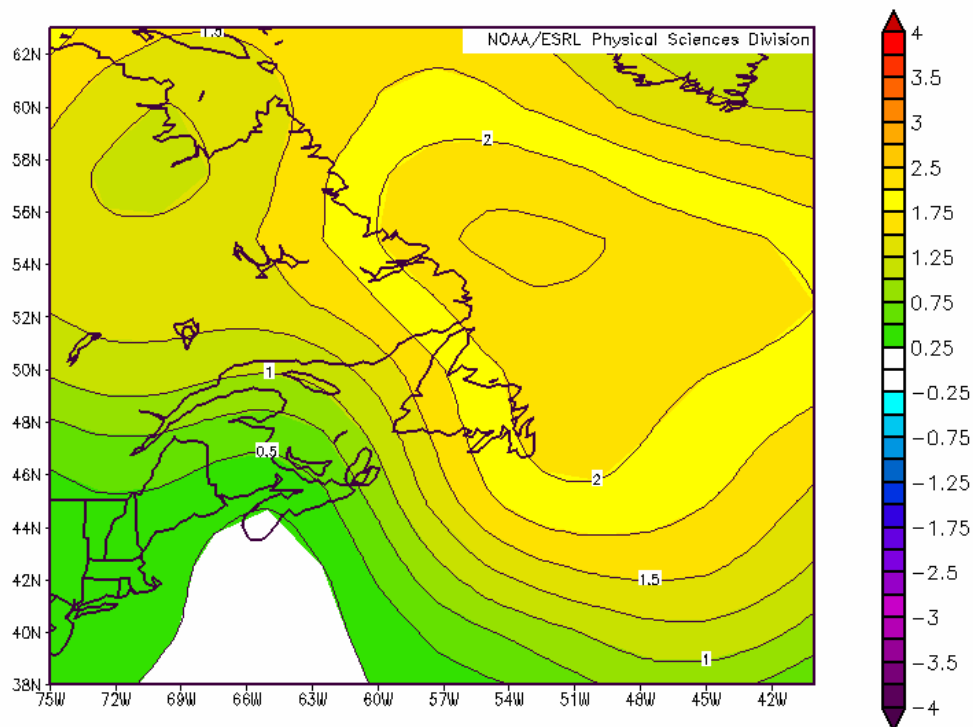 NOAA/ESRL Physical Sciences Division
62N
60N
58N
56N
54N
52N
50N
48N
46N
44N
42N
40N
38N
75W 72W 69W 66W 63W 60W 57W 54W 51W 48W 45W 42W
1.5
2
1
0.5
2
1.5
1
4
3.5
3
2.5
1.75
1.25
0.75
0.25
-0.25
-0.75
-1.25
-1.75
-2.5
-3
-3.5
-4